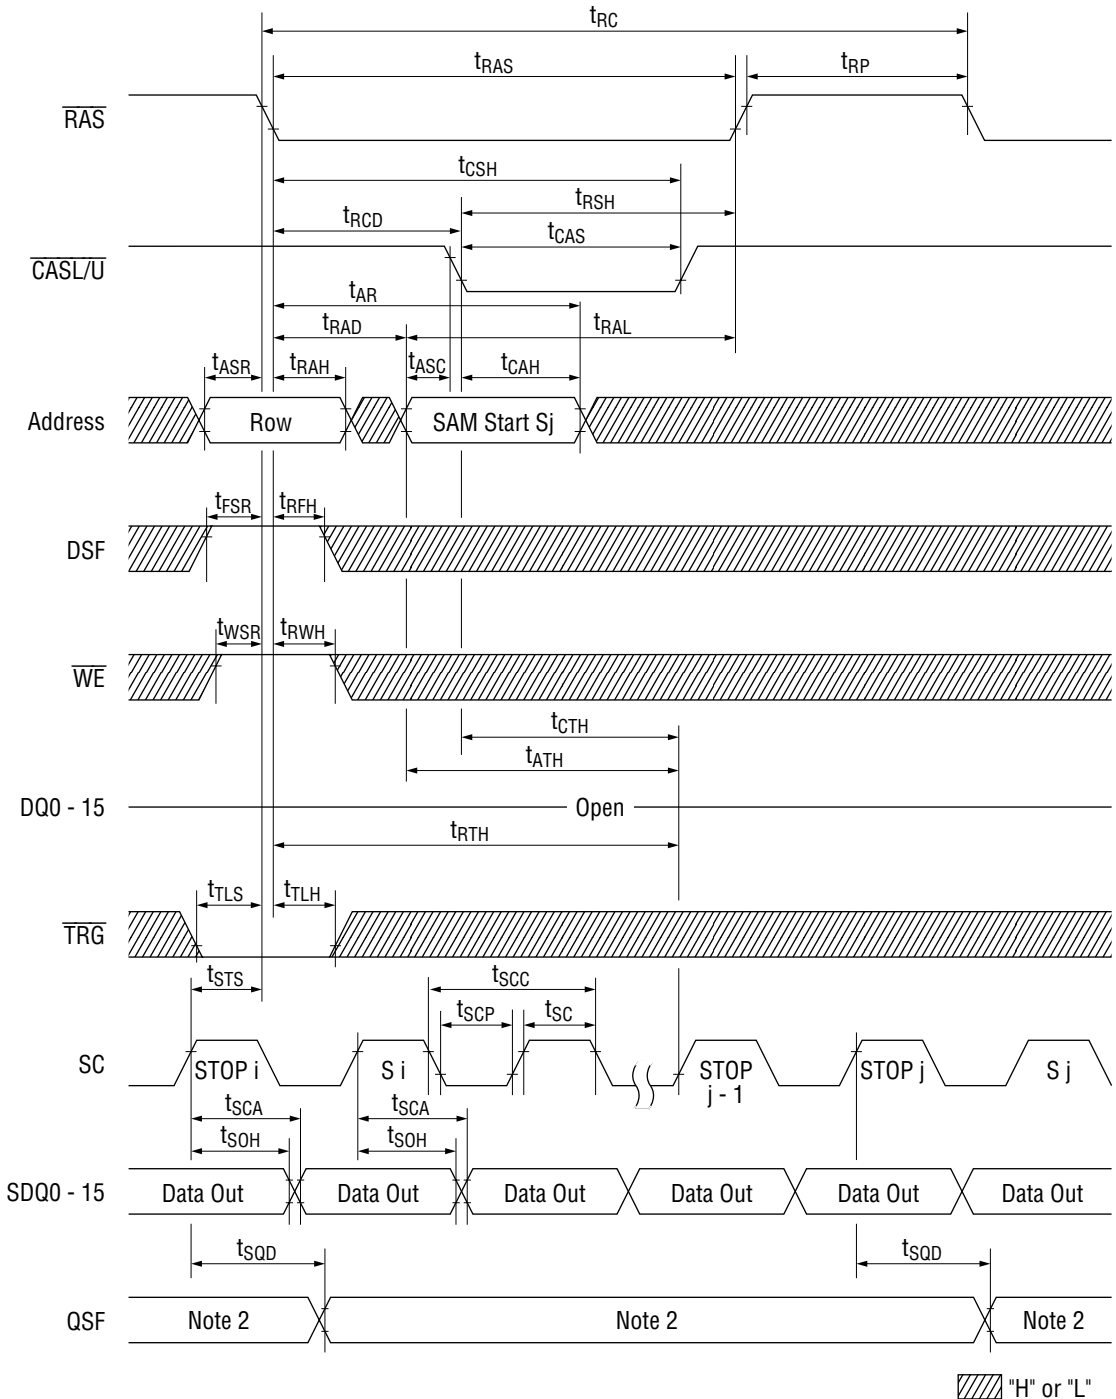 tRC
tRAS
tRP
RAS
tCSH
tRSH
tRCD
tCAS
CASL/U
tAR
tRAD
tRAL
tASR
tRAH
tASC
tCAH
Address
Row
SAM Start Sj
tFSR
tRFH
DSF
tWSR
tRWH
WE
tCTH
tATH
DQ0 - 15
Open
tRTH
tTLS
tTLH
TRG
tSTS
tSCC
tSCP
tSC
SC
STOP i
S i
STOP
j - 1
STOP j
S j
tSCA
tSCA
tSOH
tSOH
SDQ0 - 15
Data Out
Data Out
Data Out
Data Out
Data Out
Data Out
tSQD
tSQD
QSF
Note 2
Note 2
Note 2
"H" or "L"